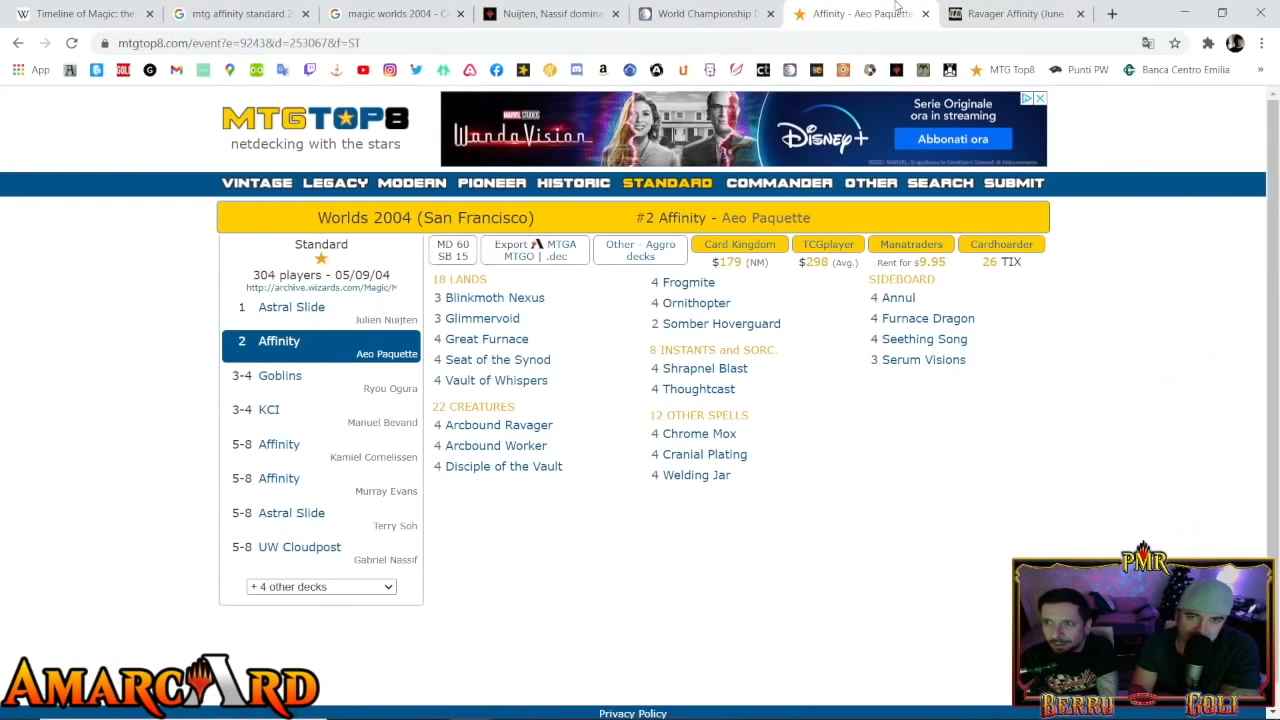 Timeline of Magic: the
mtg affinity standard 2
world championship 2004 - C
Nuijten, Nassif domina
World Championship D
Affinity - Aeo Paquette
Ravager Affinity (June
mtgtop8.com/event?e=9243&d=253067&f=ST
App
MTG Top8
Punti PW
Banca Centro Emilia
»
MTGTOP8
netdecking with the stars
MARVEL STUDIOS
WANDAVISION
Disney+
Serie Originale
ora in streaming
Abbonati ora
VINTAGE LEGACY MODERN PIONEER HISTORIC STANDARD COMMANDER OTHER SEARCH SUBMIT
Worlds 2004 (San Francisco) #2 Affinity - Aeo Paquette
Standard
304 players - 05/09/04
http://archive.wizards.com/Magic/M
1 Astral Slide
Julien Nuijten
2 Affinity
Aeo Paquette
3-4 Goblins
Ryou Ogura
3-4 KCI
Manuel Bevand
5-8 Affinity
Kamiel Cornelissen
5-8 Affinity
Murray Evans
5-8 Astral Slide
Terry Soh
5-8 UW Cloudpost
Gabriel Nassif
+ 4 other decks
MD 60
SB 15
Export MTGA
MTGO | .dec
Other - Aggro
decks
Card Kingdom
$179 (NM)
TCGplayer
$298 (Avg.)
Manatraders
Rent for $9.95
Cardhoarder
26 TIX
18 LANDS
3 Blinkmoth Nexus
3 Glimmervoid
4 Great Furnace
4 Seat of the Synod
4 Vault of Whispers
22 CREATURES
4 Arcbound Ravager
4 Arcbound Worker
4 Disciple of the Vault
4 Frogmite
4 Ornithopter
2 Somber Hoverguard
8 INSTANTS and SORC.
4 Shrapnel Blast
4 Thoughtcast
12 OTHER SPELLS
4 Chrome Mox
4 Cranial Plating
4 Welding Jar
SIDEBOARD
4 Annul
4 Furnace Dragon
4 Seething Song
3 Serum Visions
PMR
BERRU
GOLI
AMARCARD
Privacy Policy